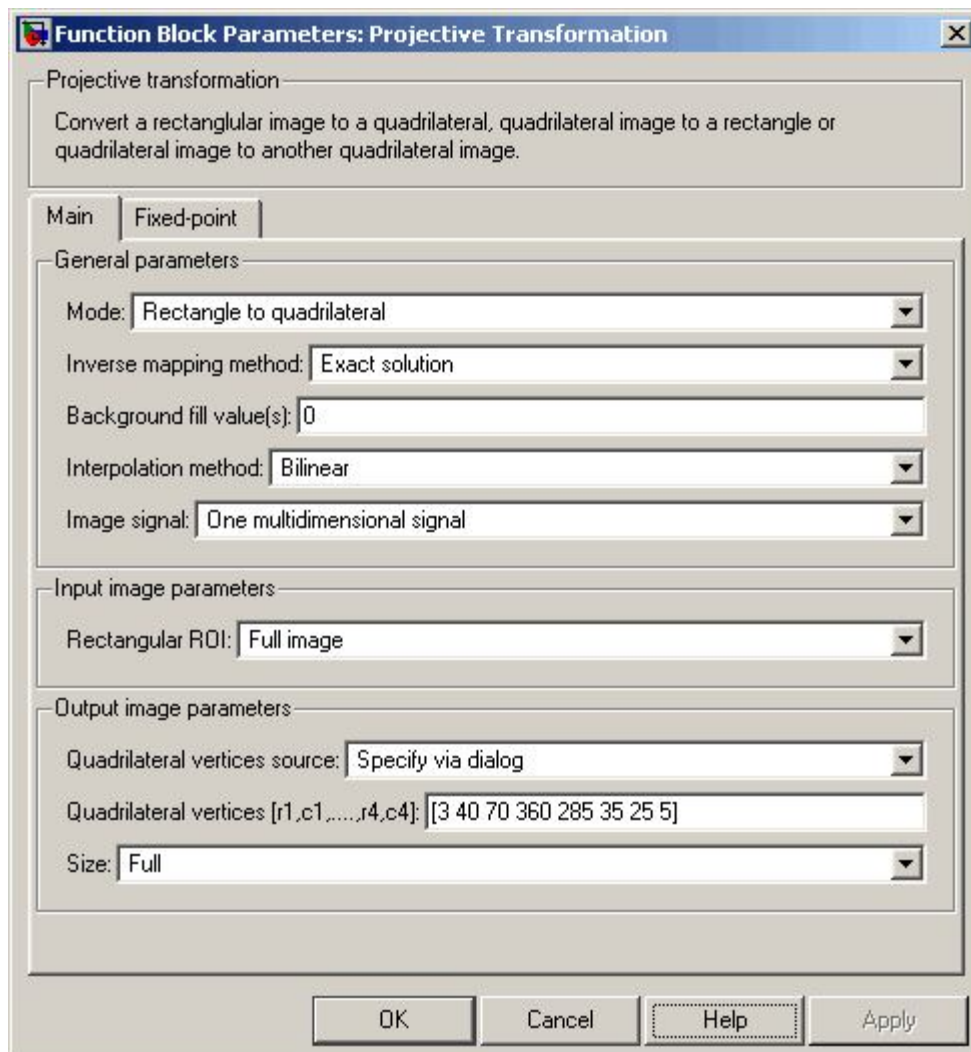 Function Block Parameters: Projective Transformation
Projective transformation
Convert a rectanglular image to a quadrilateral, quadrilateral image to a rectangle or
quadrilateral image to another quadrilateral image.
Main Fixed-point
General parameters
Mode: Rectangle to quadrilateral
Inverse mapping method: Exact solution
Background fill value(s): 0
Interpolation method: Bilinear
Image signal: One multidimensional signal
Input image parameters
Rectangular ROI: Full image
Output image parameters
Quadrilateral vertices source: Specify via dialog
Quadrilateral vertices [r1,c1,....,r4,c4]: [3 40 70 360 285 35 25 5]
Size: Full
OK Cancel Help Apply